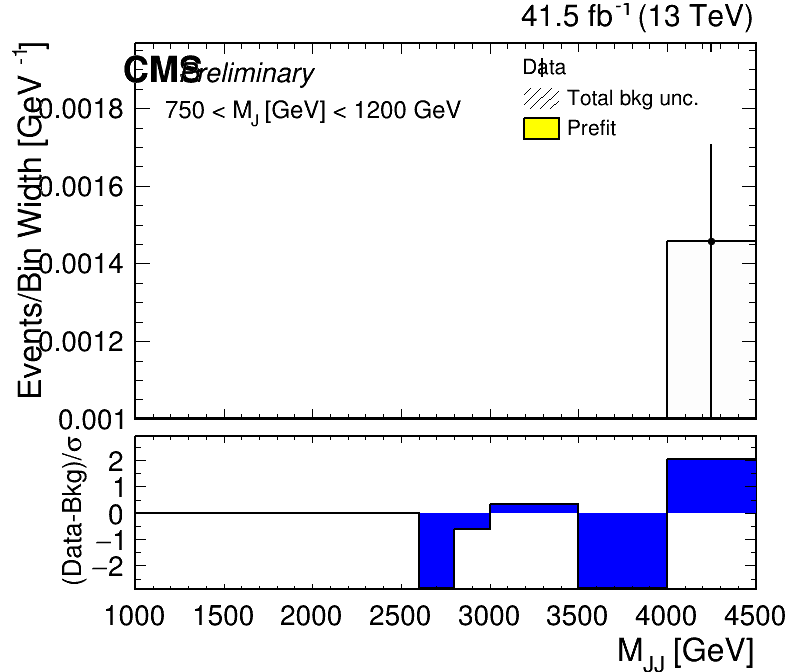 41.5 fb-1 (13 TeV)
CMS Preliminary
Data
Total bkg unc.
Prefit
750 < MJ [GeV] < 1200 GeV
Events/Bin Width [GeV-1]
0.0018
0.0016
0.0014
0.0012
0.001
(Data-Bkg)/σ
2
1
0
−1
−2
1000 1500 2000 2500 3000 3500 4000 4500
MJJ [GeV]